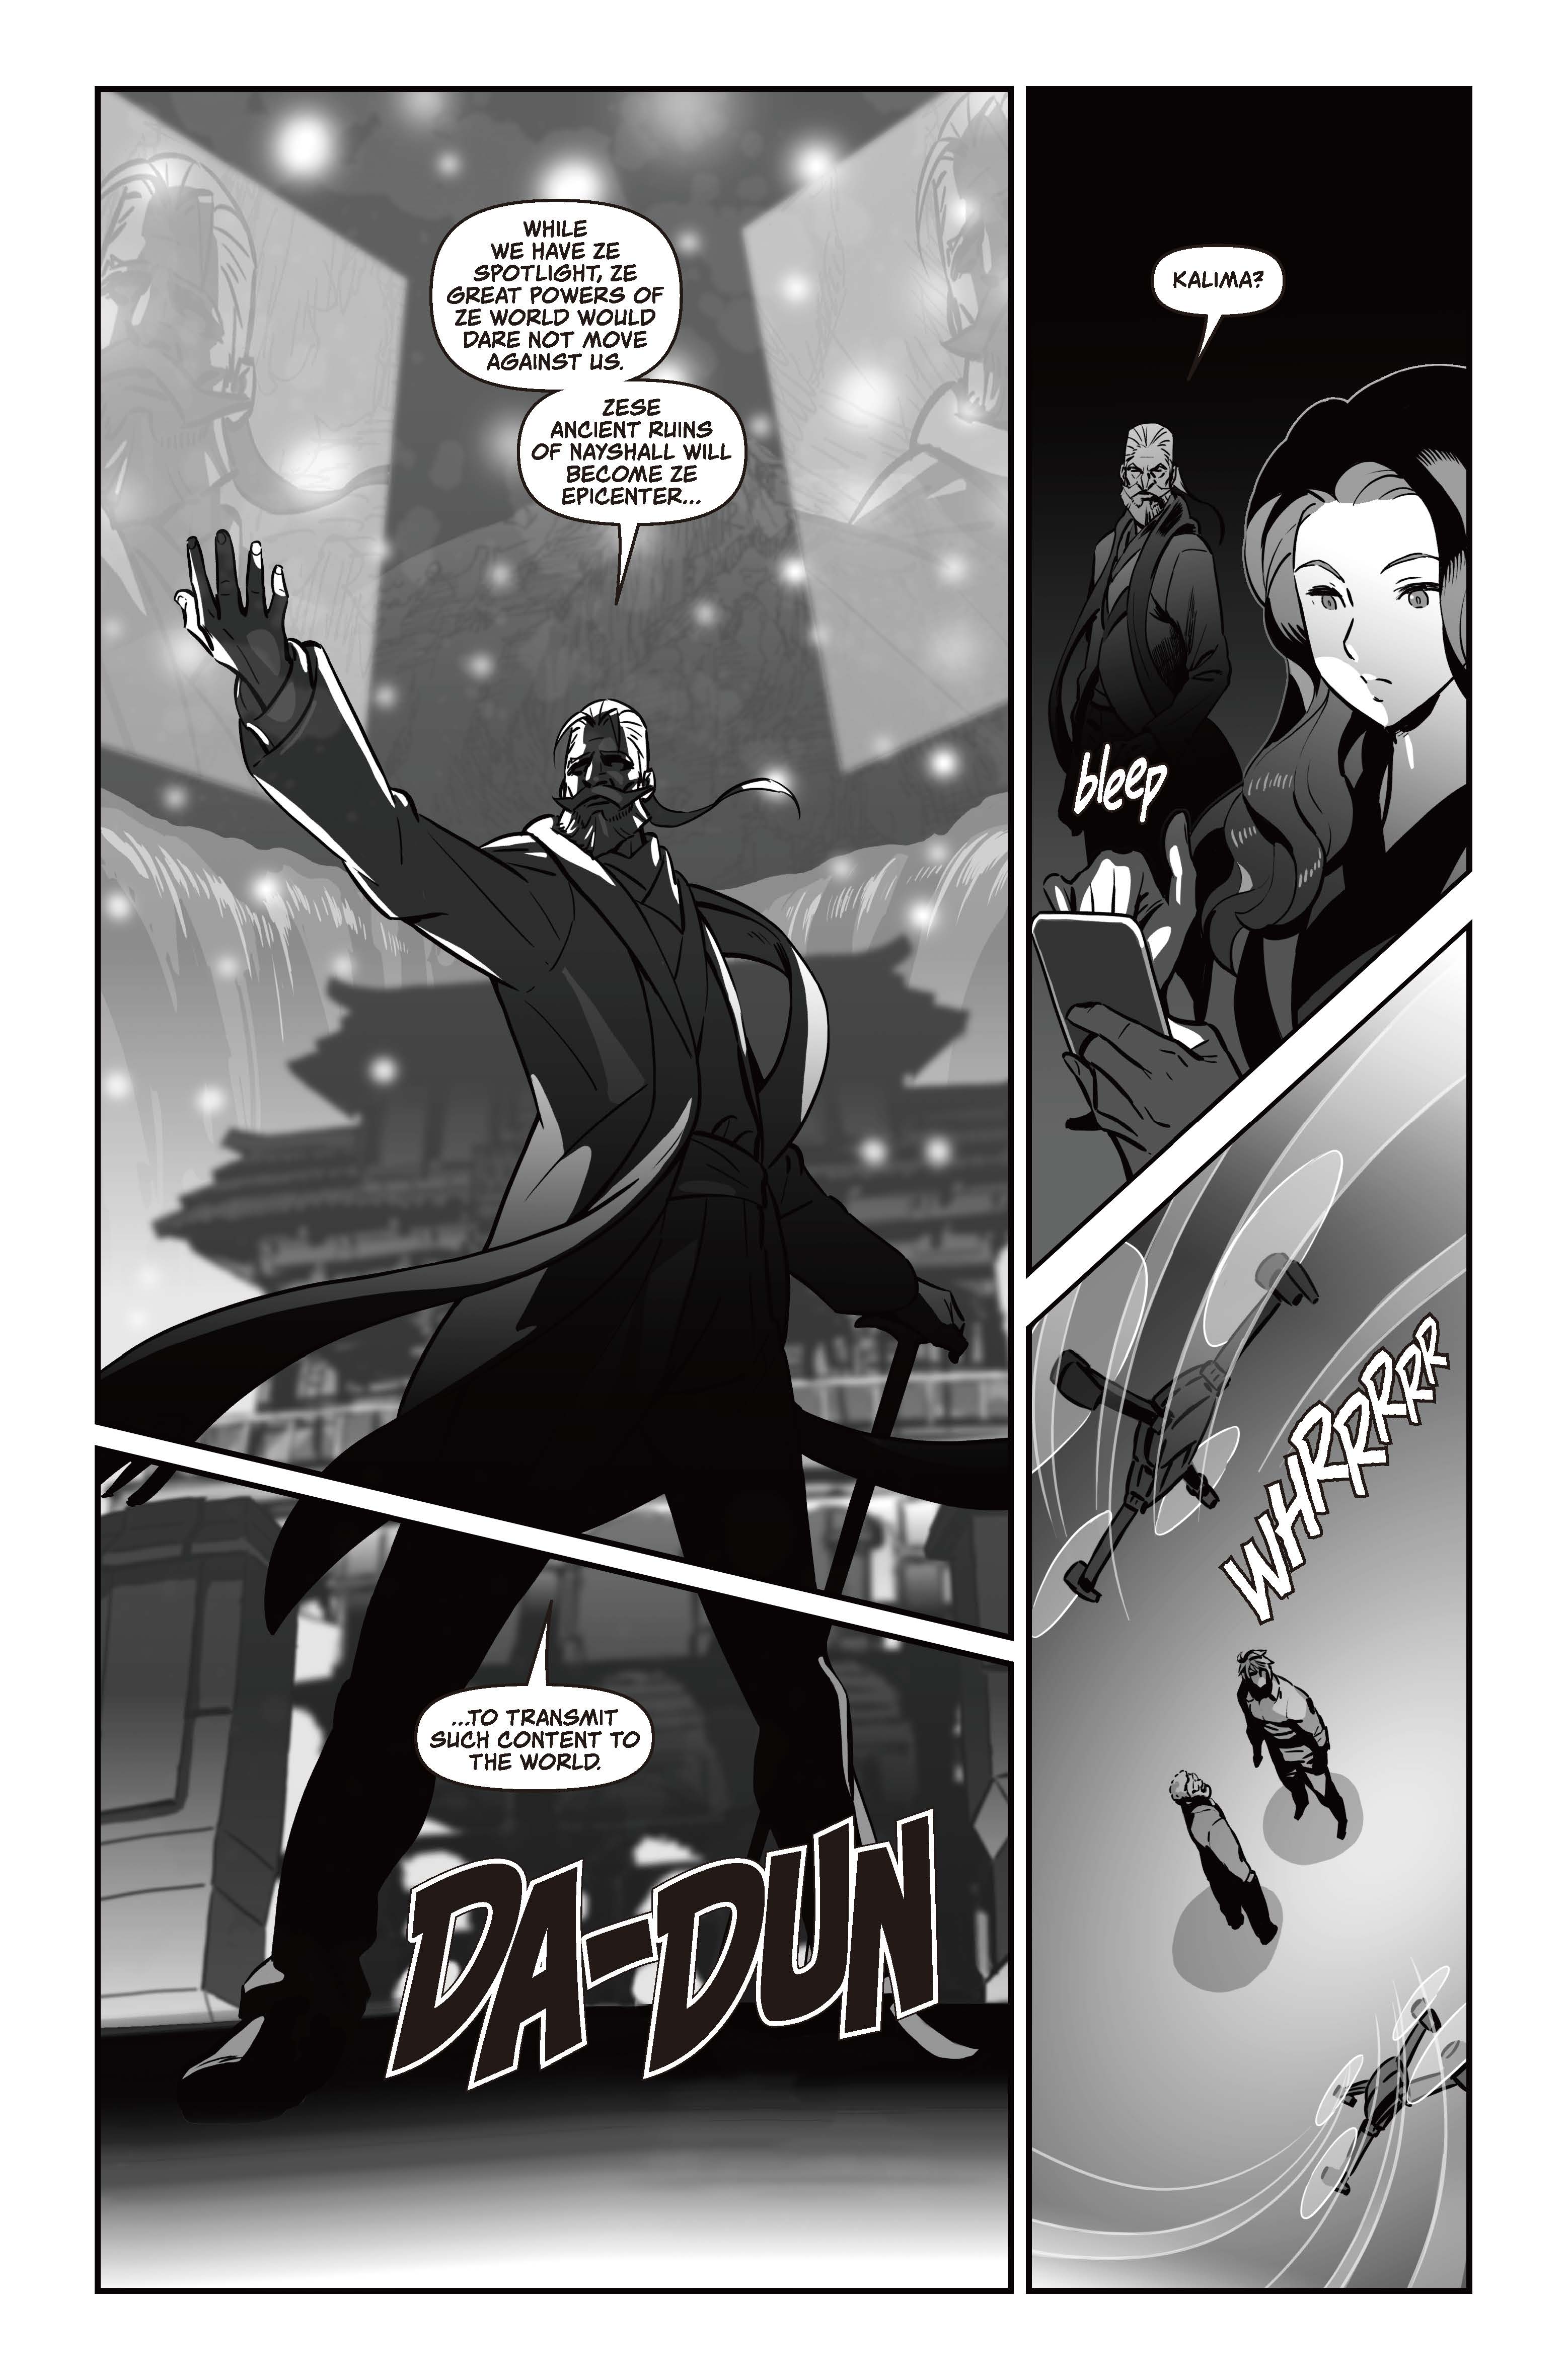 WHILE
WE HAVE ZE
SPOTLIGHT, ZE
GREAT POWERS OF
ZE WORLD WOULD
DARE NOT MOVE
AGAINST US.
ZESE
ANCIENT RUINS
OF NAYSHALL WILL
BECOME ZE
EPICENTER...
...TO TRANSMIT
SUCH CONTENT TO
THE WORLD.
DA-DUN
KALIMA?
bleep
WHRRRRRR